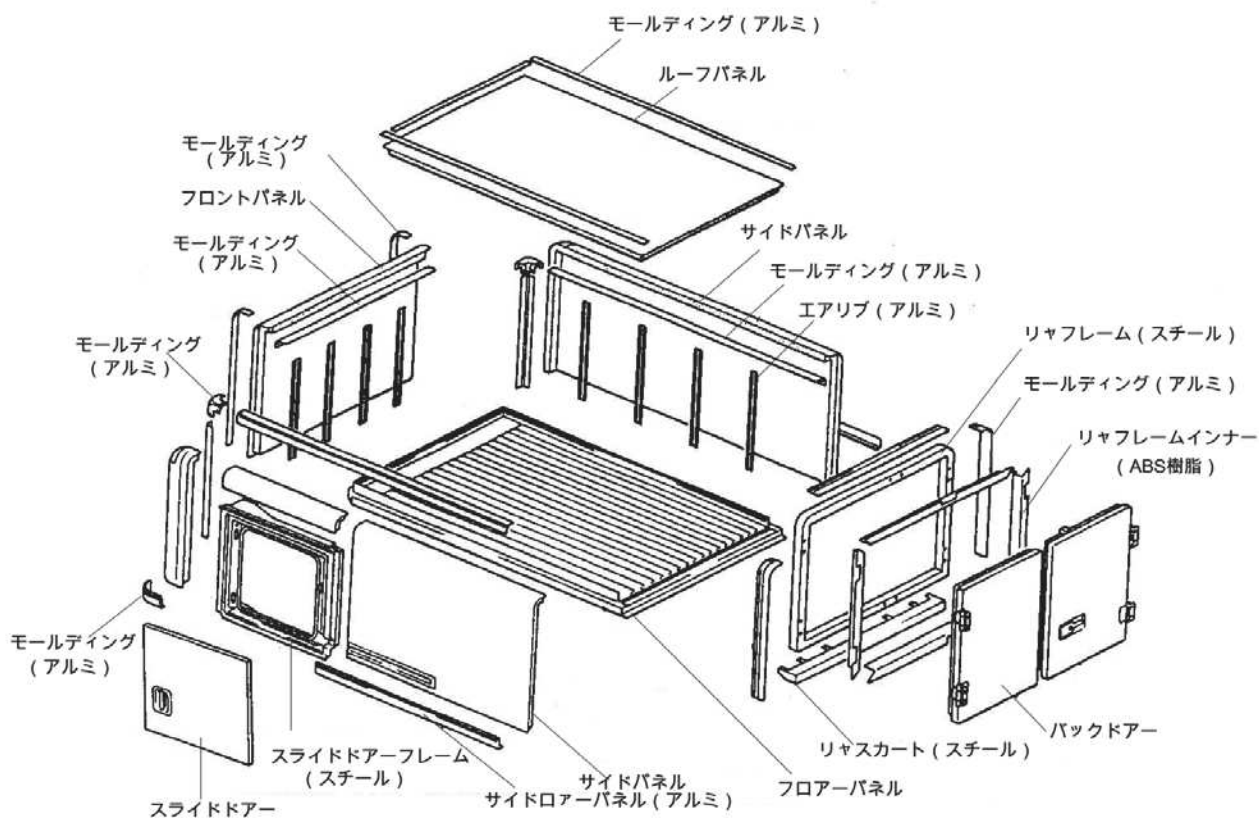 モールディング(アルミ)
ルーフパネル
モールディング
(アルミ)
フロントパネル
モールディング
(アルミ)
サイドパネル
モールディング(アルミ)
エアリブ(アルミ)
リャフレーム(スチール)
モールディング
(アルミ)
モールディング(アルミ)
リャフレームインナー
(ABS樹脂)
モールディング
(アルミ)
スライドドアーフレーム
(スチール)
サイドパネル
サイドロァーパネル(アルミ)
スライドドアー
フロアーパネル
リャスカート(スチール)
バックドアー